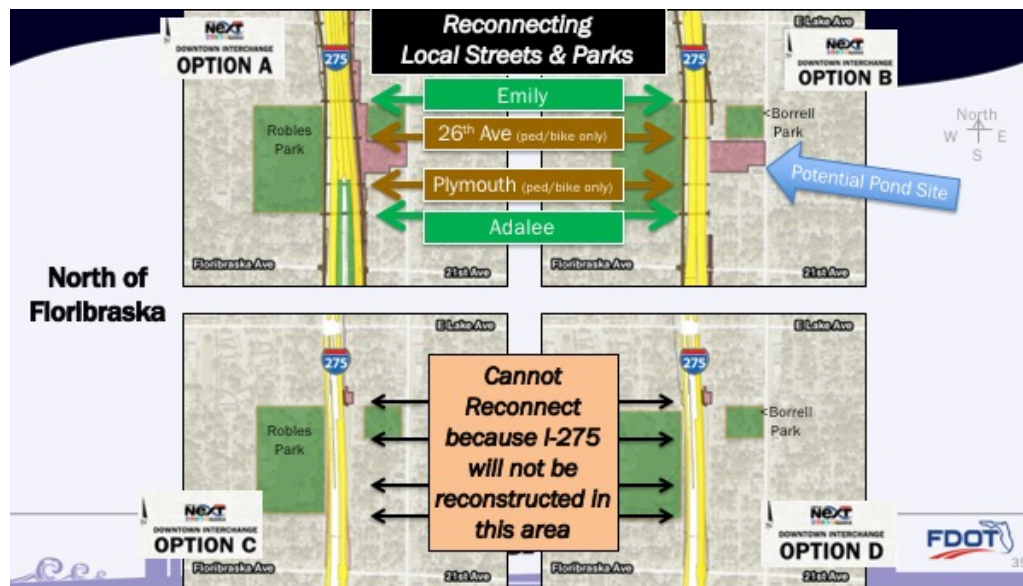 Reconnecting
Local Streets & Parks
NEXT
DOWNTOWN INTERCHANGE
OPTION A
275
Robles
Park
Floribraska Ave
21st Ave
Emily
26th Ave (ped/bike only)
Plymouth (ped/bike only)
Adalee
E Lake Ave
NEXT
DOWNTOWN INTERCHANGE
OPTION B
275
<Borrell
Park
Potential Pond Site
Floribraska Ave
21st Ave
North
W E
S
North of
Floribraska
E Lake Ave
275
Robles
Park
NEXT
DOWNTOWN INTERCHANGE
OPTION C
Floribraska Ave
21st Ave
Cannot
Reconnect
because I-275
will not be
reconstructed in
this area
E Lake Ave
275
<Borrell
Park
NEXT
DOWNTOWN INTERCHANGE
OPTION D
Floribraska Ave
21st Ave
FDOT